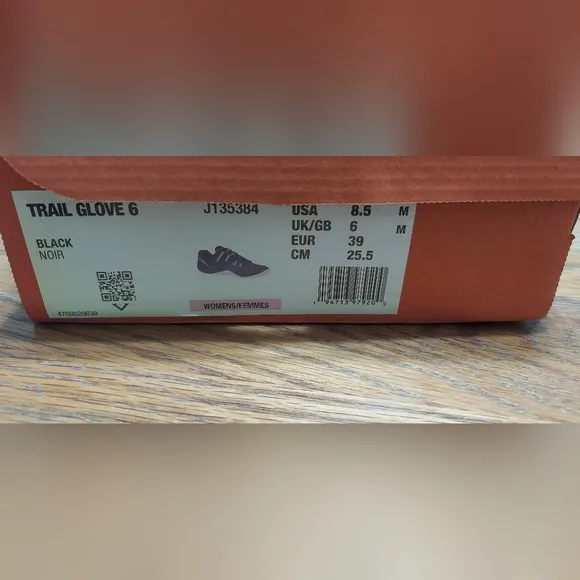 TRAIL GLOVE 6
J135384
BLACK
NOIR
WOMENS/FEMMES
USA 8.5 M
UK/GB 6 M
EUR 39
CM 25.5